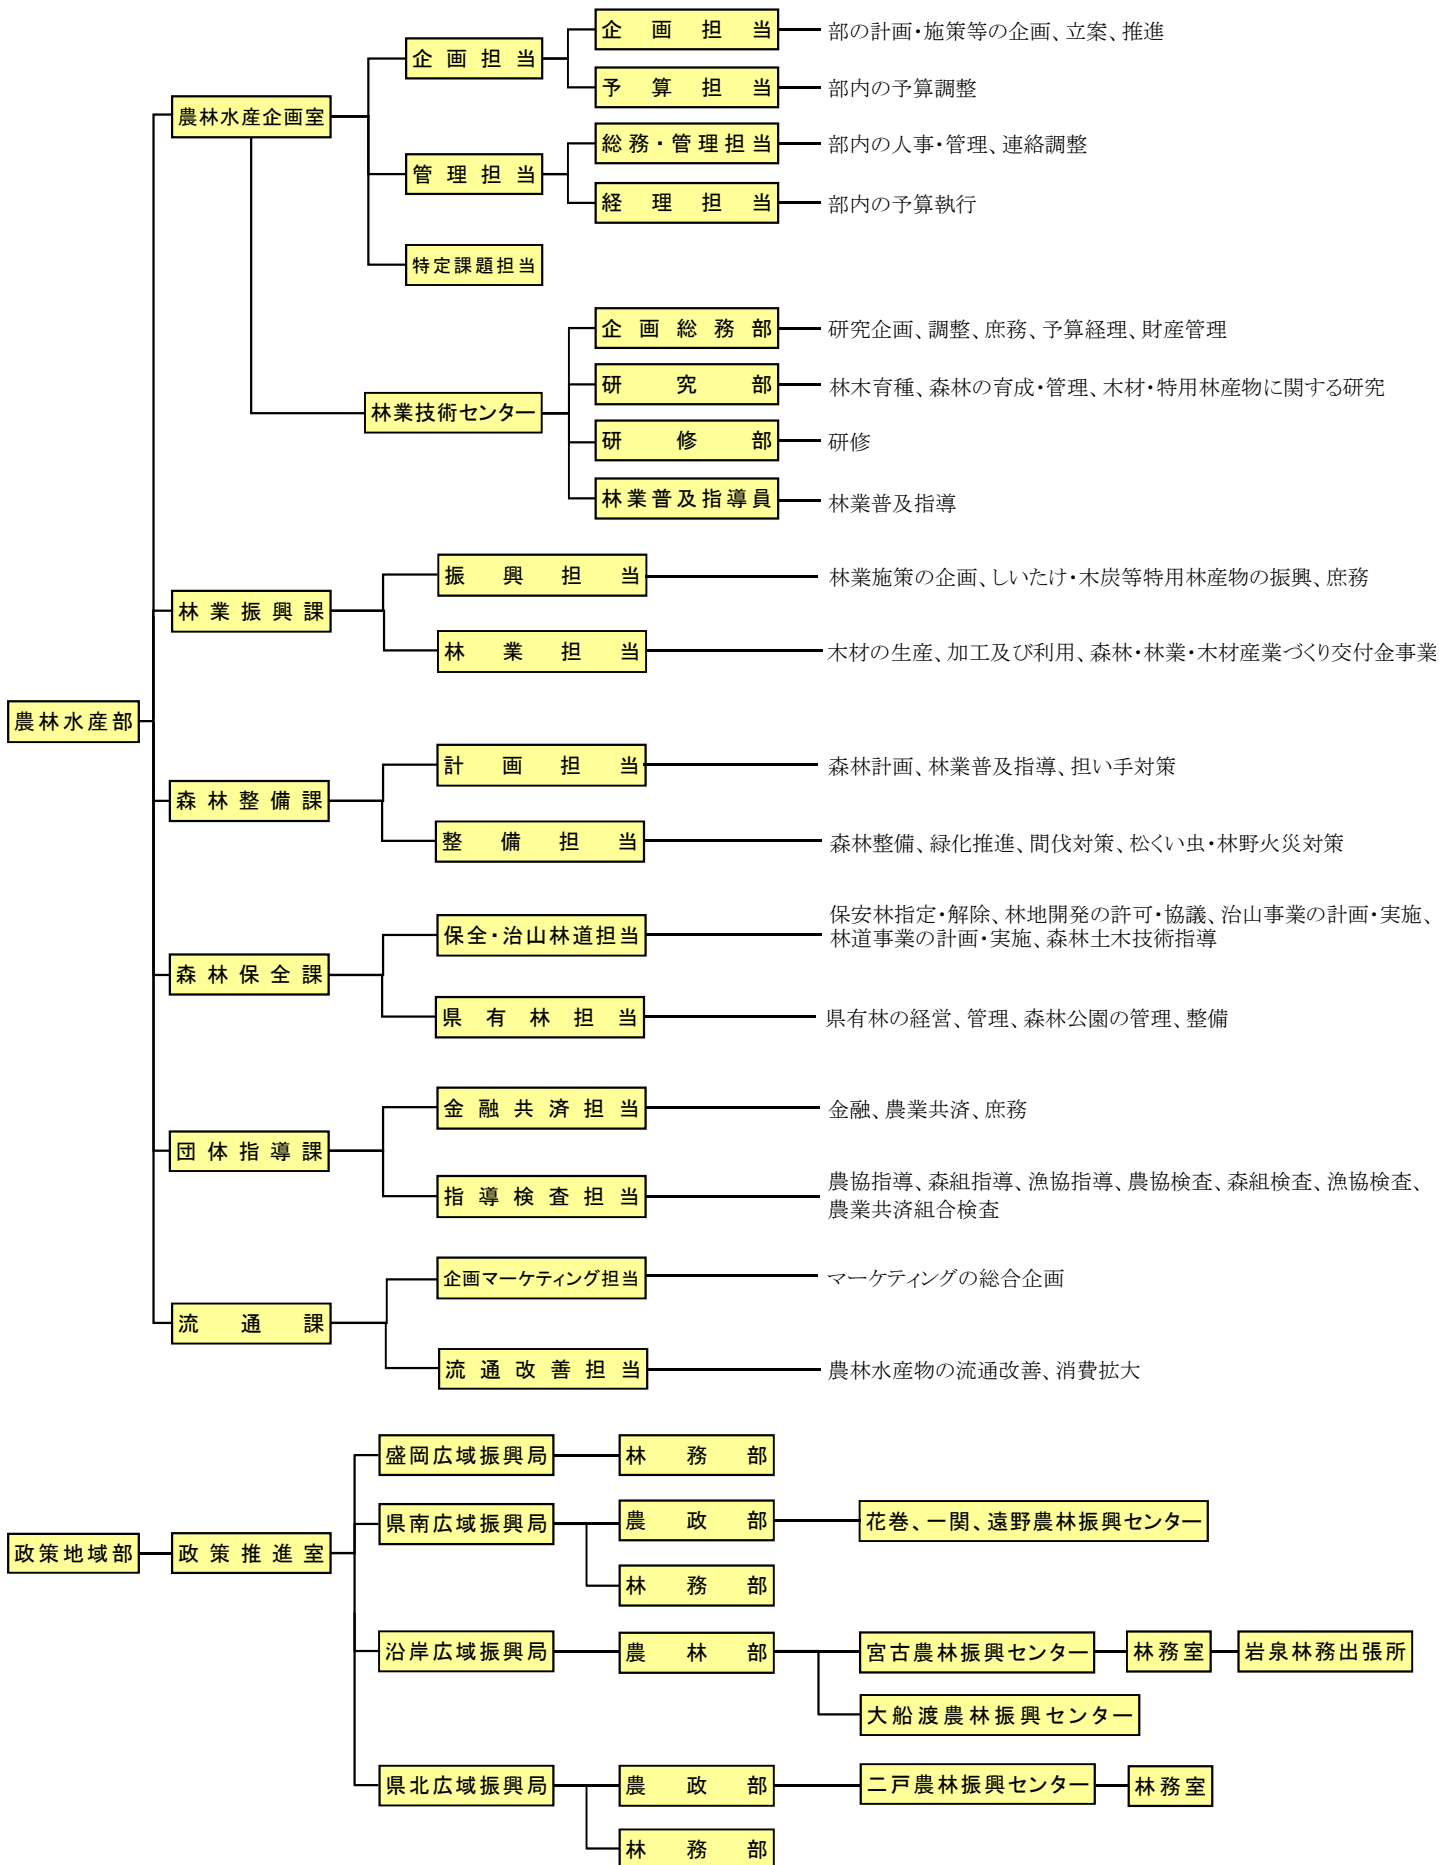 企画担当
部の計画・施策等の企画、立案、推進
企画担当
予算担当
部内の予算調整
農林水産企画室
総務・管理担当
部内の人事・管理、連絡調整
管理担当
経理担当
部内の予算執行
特定課題担当
企画総務部
研究企画、調整、庶務、予算経理、財産管理
研究部
林木育種、森林の育成・管理、木材・特用林産物に関する研究
林業技術センター
研修部
研修
林業普及指導員
林業普及指導
振興担当
林業施策の企画、しいたけ・木炭等特用林産物の振興、庶務
林業振興課
林業担当
木材の生産、加工及び利用、森林・林業・木材産業づくり交付金事業
農林水産部
計画担当
森林計画、林業普及指導、担い手対策
森林整備課
整備担当
森林整備、緑化推進、間伐対策、松くい虫・林野火災対策
保全・治山林道担当
保安林指定・解除、林地開発の許可・協議、治山事業の計画・実施、
林道事業の計画・実施、森林土木技術指導
森林保全課
県有林担当
県有林の経営、管理、森林公園の管理、整備
金融共済担当
金融、農業共済、庶務
団体指導課
指導検査担当
農協指導、森組指導、漁協指導、農協検査、森組検査、漁協検査、
農業共済組合検査
企画マーケティング担当
マーケティングの総合企画
流通課
流通改善担当
農林水産物の流通改善、消費拡大
盛岡広域振興局
林務部
県南広域振興局
農政部
花巻、一関、遠野農林振興センター
政策地域部
政策推進室
林務部
沿岸広域振興局
農林部
宮古農林振興センター
林務室
岩泉林務出張所
大船渡農林振興センター
県北広域振興局
農政部
二戸農林振興センター
林務室
林務部